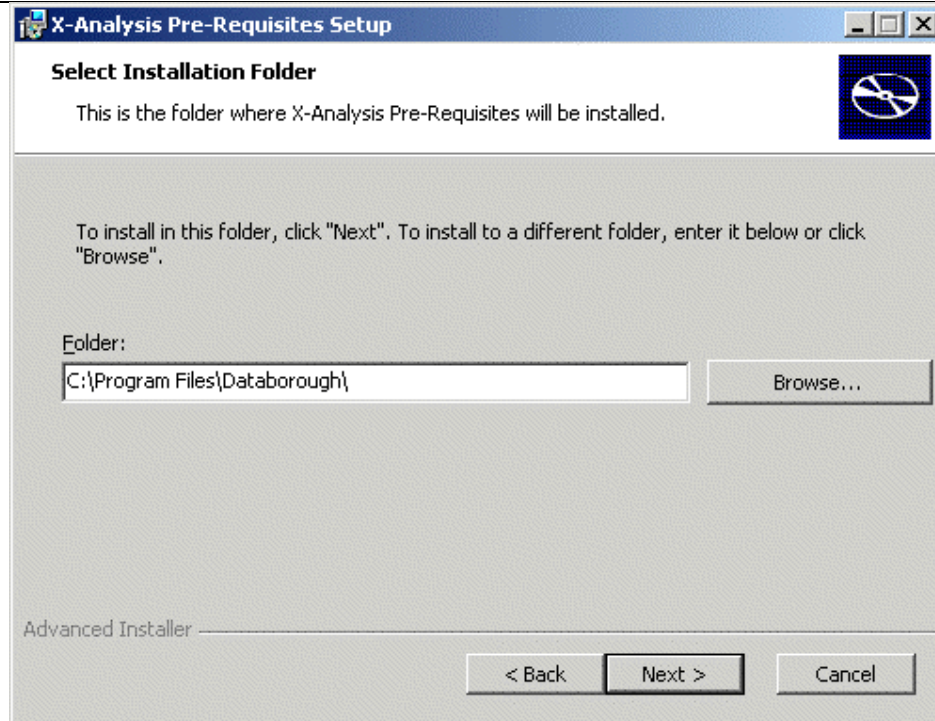 X-Analysis Pre-Requisites Setup
Select Installation Folder
This is the folder where X-Analysis Pre-Requisites will be installed.
To install in this folder, click "Next". To install to a different folder, enter it below or click
"Browse".
Folder:
C:\Program Files\Databorough\
Browse...
Advanced Installer
< Back
Next >
Cancel